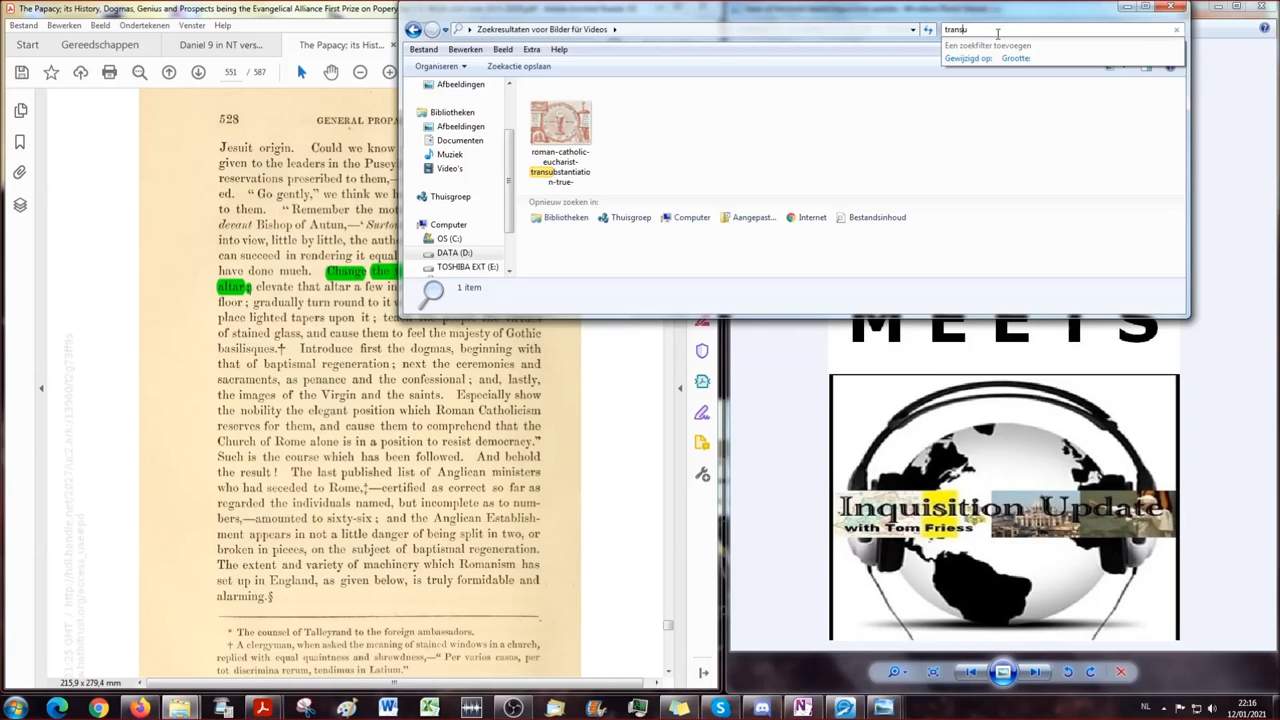 The Papacy; its History, Dogmas, Genius and Prospects being the Evangelical Alliance First Prize on Popery
Bestand Bewerken Beeld Ondertekenen Venster Help
Start Gereedschappen Daniel 9 in NT vers... The Papacy; its Hist...
551 / 587
Zoekresultaten voor Bilder für Videos
transu
Een zoekfilter toevoegen
Gewijzigd op: Grootte:
Bestand Bewerken Beeld Extra Help
Organiseren Zoekactie opslaan
Afbeeldingen
Bibliotheken
Afbeeldingen
Documenten
Muziek
Video's
Thuisgroep
Computer
OS (C:)
DATA (D:)
TOSHIBA EXT (E:)
roman-catholic-
eucharist-
transubstantiatio
n-true-
Opnieuw zoeken in:
Bibliotheken Thuisgroep Computer Aangepast... Internet Bestandsinhoud
1 item
528 GENERAL PROPA
Jesuit origin. Could we know
given to the leaders in the Pusey
reservations prescribed to them,—
ed. "Go gently," we think we h
to them. "Remember the mot
devant Bishop of Autun,—'Surto
into view, little by little, the auth
can succeed in rendering it equal
have done much. Change the
altar; elevate that altar a few in
floor; gradually turn round to it
place lighted tapers upon it;
of stained glass, and cause them to feel the majesty of Gothic
basilisques.† Introduce first the dogmas, beginning with
that of baptismal regeneration; next the ceremonies and
sacraments, as penance and the confessional; and, lastly,
the images of the Virgin and the saints. Especially show
the nobility the elegant position which Roman Catholicism
reserves for them, and cause them to comprehend that the
Church of Rome alone is in a position to resist democracy."
Such is the course which has been followed. And behold
the result! The last published list of Anglican ministers
who had seceded to Rome,‡—certified as correct so far as
regarded the individuals named, but incomplete as to num-
bers,—amounted to sixty-six; and the Anglican Establish-
ment appears in not a little danger of being split in two, or
broken in pieces, on the subject of baptismal regeneration.
The extent and variety of machinery which Romanism has
set up in England, as given below, is truly formidable and
alarming.§
* The counsel of Talleyrand to the foreign ambassadors.
† A clergyman, when asked the meaning of stained windows in a church,
replied with equal quaintness and shrewdness,—"Per varios casus, per
tot discrimina rerum, tendimus in Latium."
215,9 x 279,4 mm
MEETS
Inquisition Update
with Tom Friess
NL
22:16
12/01/2021